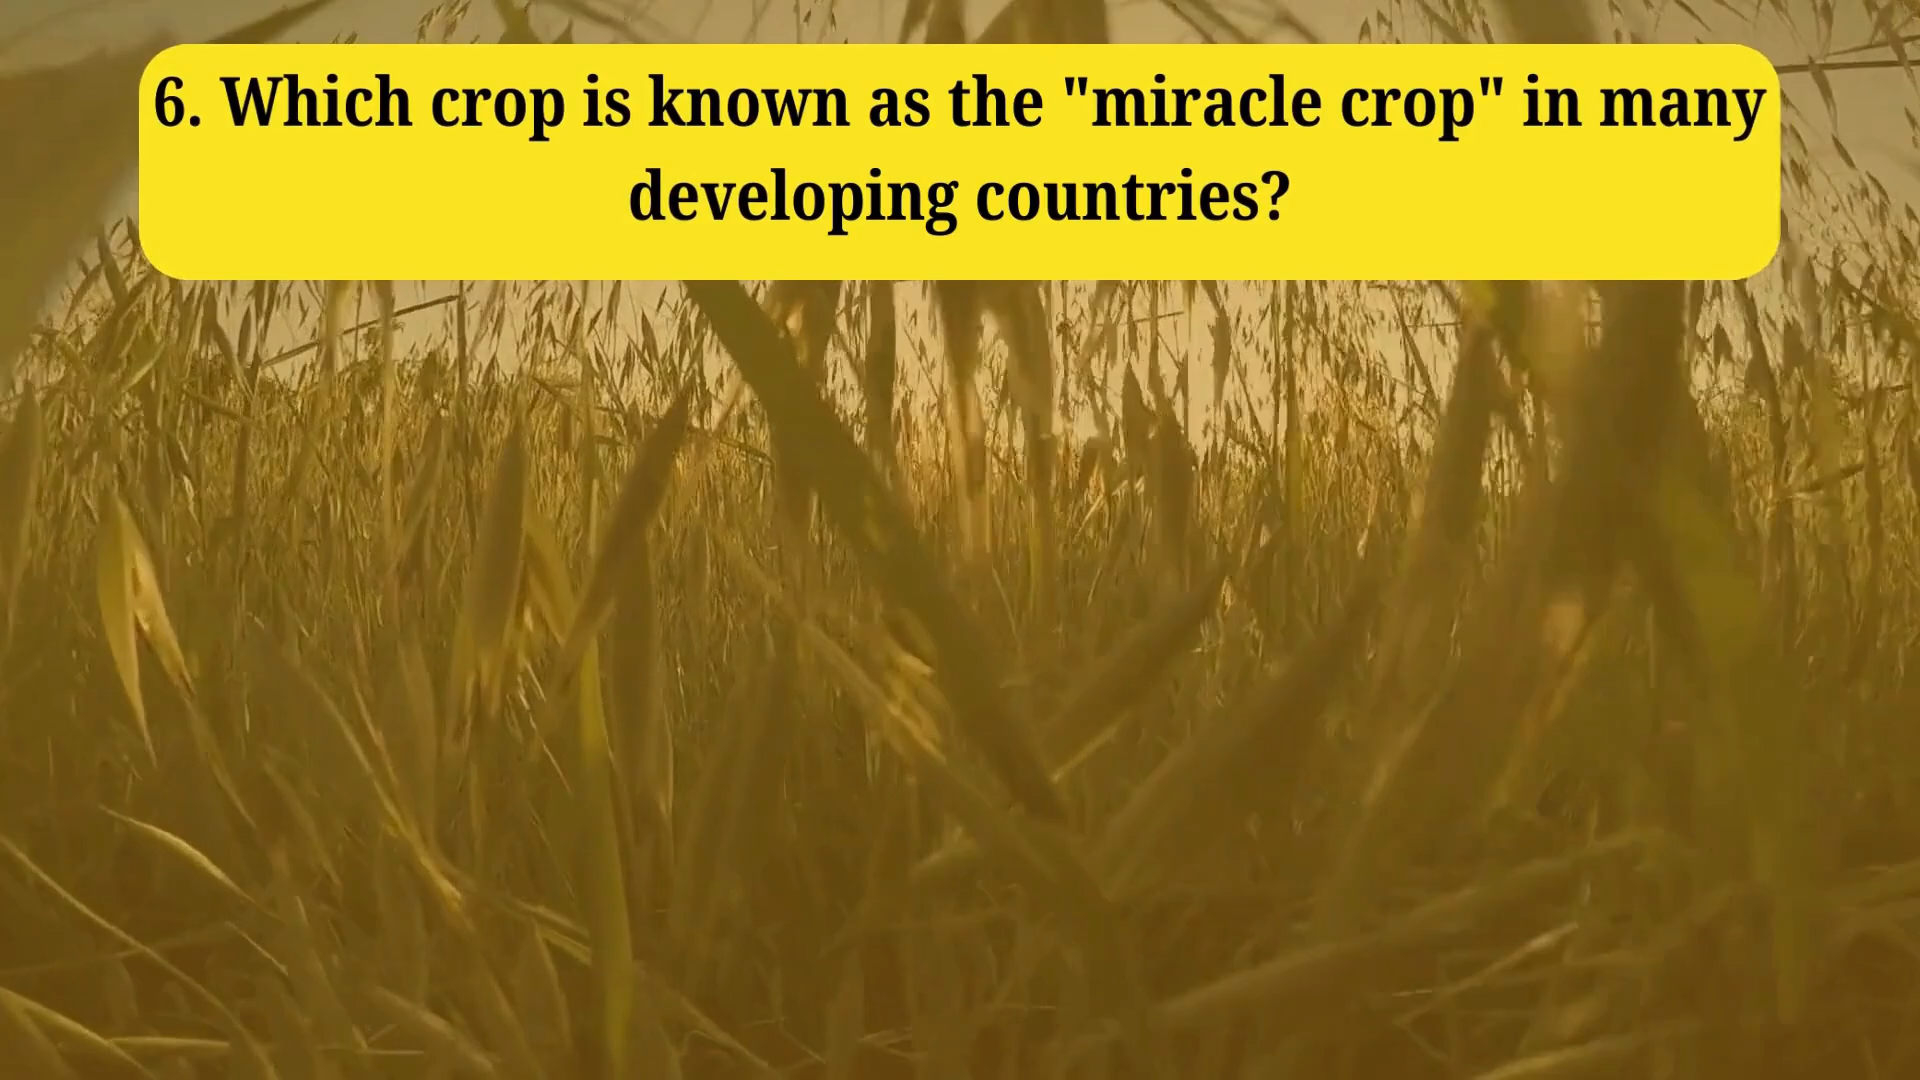 6. Which crop is known as the "miracle crop" in many
developing countries?